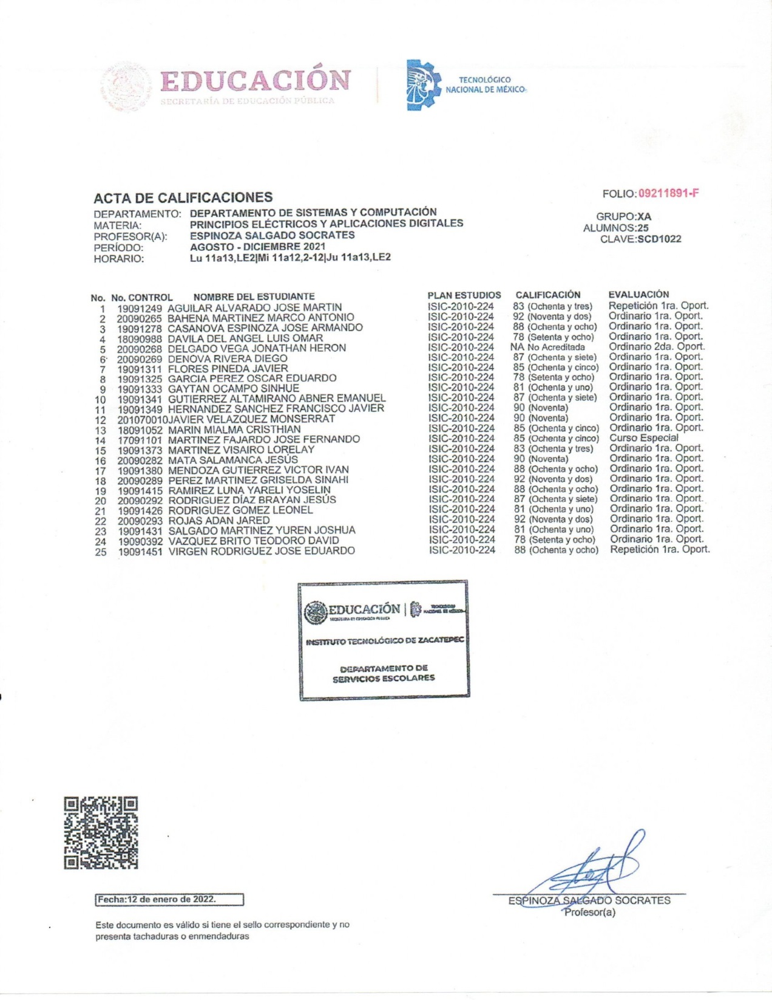 EDUCACIÓN
SECRETARÍA DE EDUCACIÓN PÚBLICA
TECNOLÓGICO
NACIONAL DE MÉXICO
ACTA DE CALIFICACIONES
FOLIO:09211891-F
DEPARTAMENTO: DEPARTAMENTO DE SISTEMAS Y COMPUTACIÓN
MATERIA: PRINCIPIOS ELÉCTRICOS Y APLICACIONES DIGITALES
PROFESOR(A): ESPINOZA SALGADO SOCRATES
PERÍODO: AGOSTO - DICIEMBRE 2021
HORARIO: Lu 11a13,LE2|Mi 11a12,2-12|Ju 11a13,LE2
GRUPO:XA
ALUMNOS:25
CLAVE:SCD1022
No. No. CONTROL NOMBRE DEL ESTUDIANTE PLAN ESTUDIOS CALIFICACIÓN EVALUACIÓN
1 19091249 AGUILAR ALVARADO JOSE MARTIN ISIC-2010-224 83 (Ochenta y tres) Repetición 1ra. Oport.
2 20090265 BAHENA MARTINEZ MARCO ANTONIO ISIC-2010-224 92 (Noventa y dos) Ordinario 1ra. Oport.
3 19091278 CASANOVA ESPINOZA JOSE ARMANDO ISIC-2010-224 88 (Ochenta y ocho) Ordinario 1ra. Oport.
4 18090988 DAVILA DEL ANGEL LUIS OMAR ISIC-2010-224 78 (Setenta y ocho) Ordinario 1ra. Oport.
5 20090268 DELGADO VEGA JONATHAN HERON ISIC-2010-224 NA No Acreditada Ordinario 2da. Oport.
6 20090269 DENOVA RIVERA DIEGO ISIC-2010-224 87 (Ochenta y siete) Ordinario 1ra. Oport.
7 19091311 FLORES PINEDA JAVIER ISIC-2010-224 85 (Ochenta y cinco) Ordinario 1ra. Oport.
8 19091325 GARCIA PEREZ OSCAR EDUARDO ISIC-2010-224 78 (Setenta y ocho) Ordinario 1ra. Oport.
9 19091333 GAYTAN OCAMPO SINHUE ISIC-2010-224 81 (Ochenta y uno) Ordinario 1ra. Oport.
10 19091341 GUTIERREZ ALTAMIRANO ABNER EMANUEL ISIC-2010-224 87 (Ochenta y siete) Ordinario 1ra. Oport.
11 19091349 HERNANDEZ SANCHEZ FRANCISCO JAVIER ISIC-2010-224 90 (Noventa) Ordinario 1ra. Oport.
12 201070010JAVIER VELAZQUEZ MONSERRAT ISIC-2010-224 90 (Noventa) Ordinario 1ra. Oport.
13 18091052 MARIN MIALMA CRISTHIAN ISIC-2010-224 85 (Ochenta y cinco) Ordinario 1ra. Oport.
14 17091101 MARTINEZ FAJARDO JOSE FERNANDO ISIC-2010-224 85 (Ochenta y cinco) Curso Especial
15 19091373 MARTINEZ VISAIRO LORELAY ISIC-2010-224 83 (Ochenta y tres) Ordinario 1ra. Oport.
16 20090282 MATA SALAMANCA JESÚS ISIC-2010-224 90 (Noventa) Ordinario 1ra. Oport.
17 19091380 MENDOZA GUTIERREZ VICTOR IVAN ISIC-2010-224 88 (Ochenta y ocho) Ordinario 1ra. Oport.
18 20090289 PEREZ MARTINEZ GRISELDA SINAHI ISIC-2010-224 92 (Noventa y dos) Ordinario 1ra. Oport.
19 19091415 RAMIREZ LUNA YARELI YOSELIN ISIC-2010-224 88 (Ochenta y ocho) Ordinario 1ra. Oport.
20 20090292 RODRIGUEZ DÍAZ BRAYAN JESÚS ISIC-2010-224 87 (Ochenta y siete) Ordinario 1ra. Oport.
21 19091426 RODRIGUEZ GOMEZ LEONEL ISIC-2010-224 81 (Ochenta y uno) Ordinario 1ra. Oport.
22 20090293 ROJAS ADAN JARED ISIC-2010-224 92 (Noventa y dos) Ordinario 1ra. Oport.
23 19091431 SALGADO MARTINEZ YUREN JOSHUA ISIC-2010-224 81 (Ochenta y uno) Ordinario 1ra. Oport.
24 19090392 VAZQUEZ BRITO TEODORO DAVID ISIC-2010-224 78 (Setenta y ocho) Ordinario 1ra. Oport.
25 19091451 VIRGEN RODRIGUEZ JOSE EDUARDO ISIC-2010-224 88 (Ochenta y ocho) Repetición 1ra. Oport.
EDUCACIÓN
SECRETARÍA DE EDUCACIÓN PÚBLICA
TECNOLÓGICO
NACIONAL DE MÉXICO
INSTITUTO TECNOLÓGICO DE ZACATEPEC
DEPARTAMENTO DE
SERVICIOS ESCOLARES
Fecha:12 de enero de 2022.
ESPINOZA SALGADO SOCRATES
Profesor(a)
Este documento es válido si tiene el sello correspondiente y no
presenta tachaduras o enmendaduras